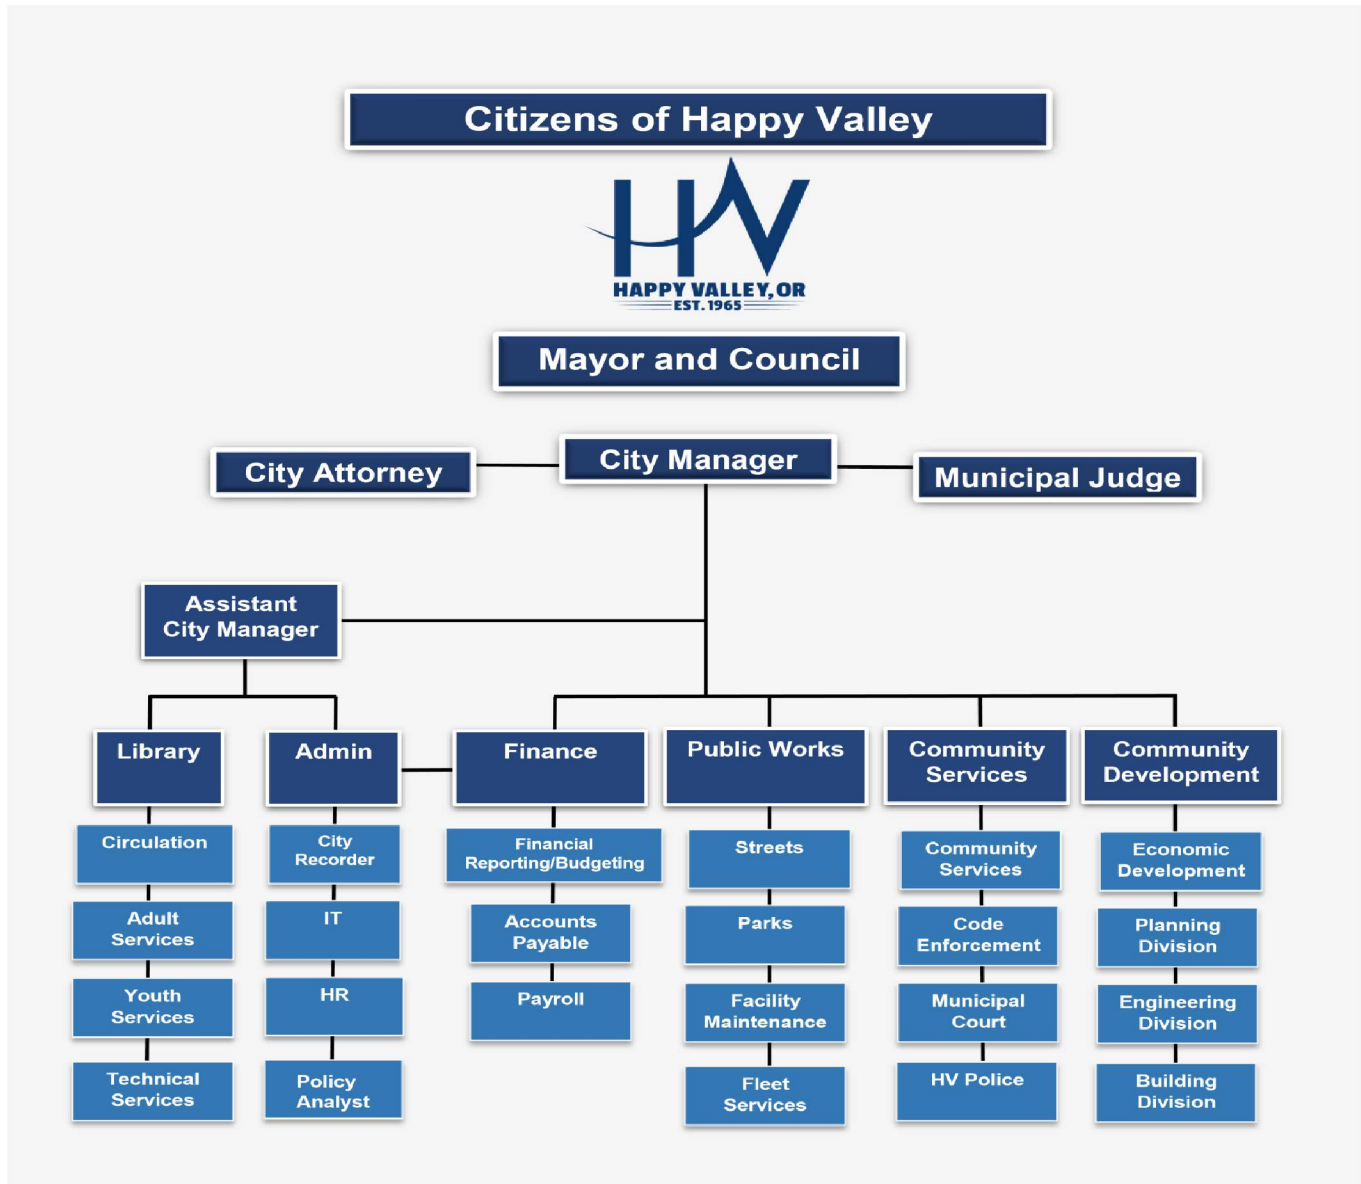 Citizens of Happy Valley
HV
HAPPY VALLEY, OR
EST. 1965
Mayor and Council
City Attorney
City Manager
Municipal Judge
Assistant
City Manager
Library
Admin
Finance
Public Works
Community
Services
Community
Development
Circulation
City
Recorder
Financial
Reporting/Budgeting
Streets
Community
Services
Economic
Development
Adult
Services
IT
Accounts
Payable
Parks
Code
Enforcement
Planning
Division
Youth
Services
HR
Payroll
Facility
Maintenance
Municipal
Court
Engineering
Division
Technical
Services
Policy
Analyst
Fleet
Services
HV Police
Building
Division